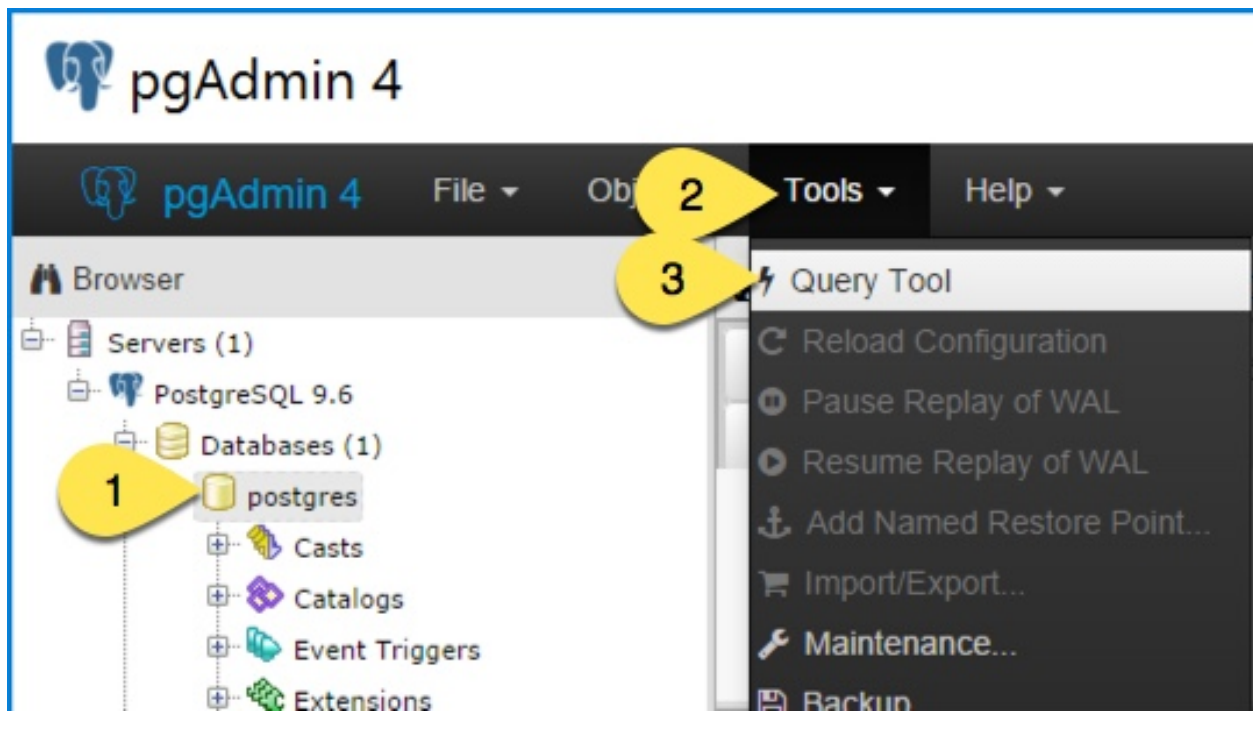 pgAdmin 4
pgAdmin 4 File Obj 2 Tools Help
Browser
3 Query Tool
Servers (1)
Reload Configuration
PostgreSQL 9.6
Pause Replay of WAL
Databases (1)
Resume Replay of WAL
1 postgres
Add Named Restore Point...
Casts
Import/Export...
Catalogs
Maintenance...
Event Triggers
Backup
Extensions